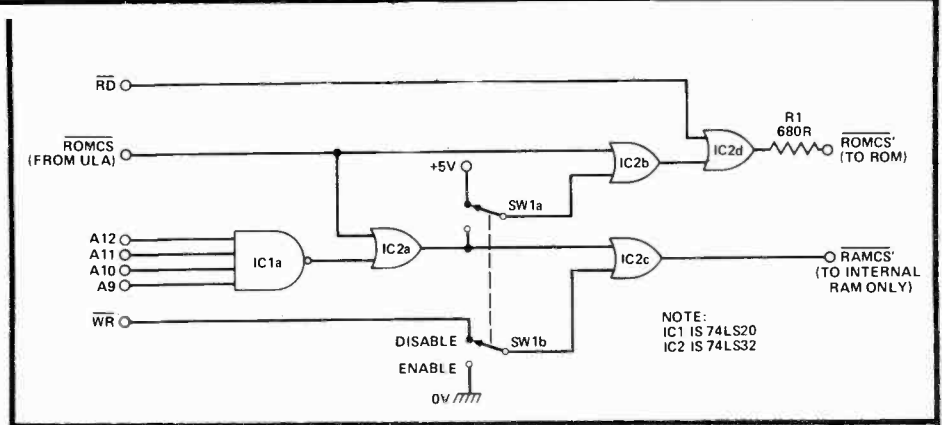 RD
R1
680R
ROMCS
(FROM ULA)
ROMCS'
(TO ROM)
IC2d
IC2b
+5V
SW1a
A12
A11
A10
A9
IC1a
IC2a
IC2c
RAMCS'
(TO INTERNAL
RAM ONLY)
WR
DISABLE
SW1b
ENABLE
0V
NOTE:
IC1 IS 74LS20
IC2 IS 74LS32